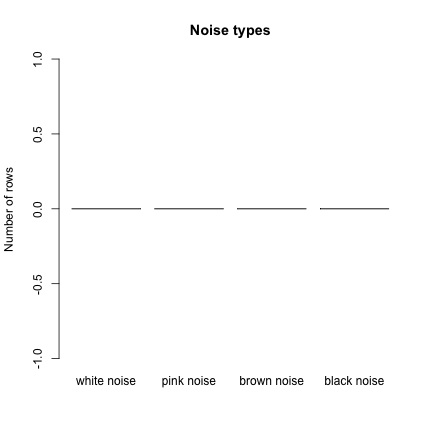 Noise types
Number of rows
1.0
0.5
0.0
-0.5
-1.0
white noise
pink noise
brown noise
black noise